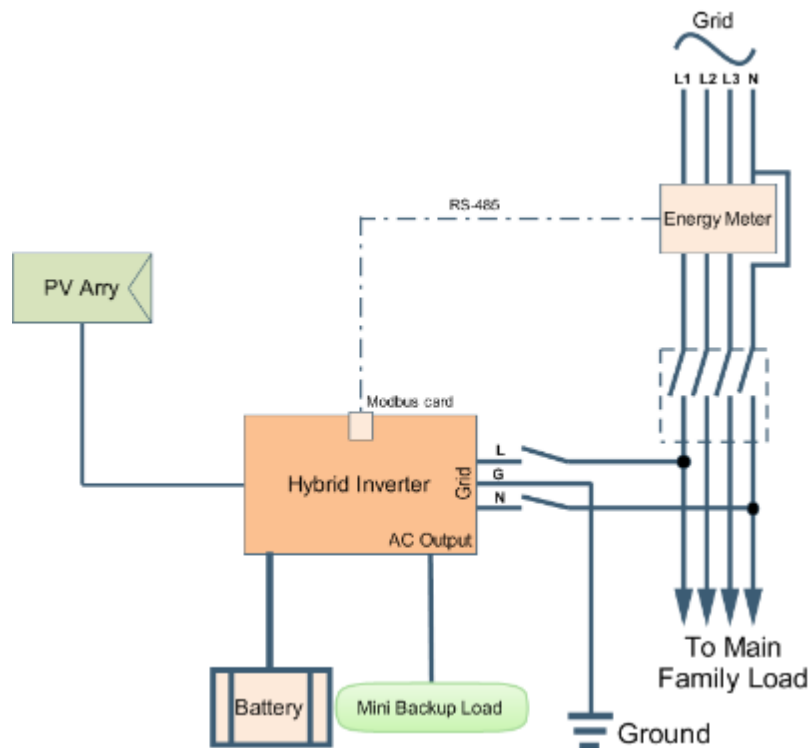 Grid
L1 L2 L3 N
RS-485
Energy Meter
PV Arry
Modbus card
Hybrid Inverter
Grid
L
G
N
AC Output
Battery
Mini Backup Load
To Main
Family Load
Ground